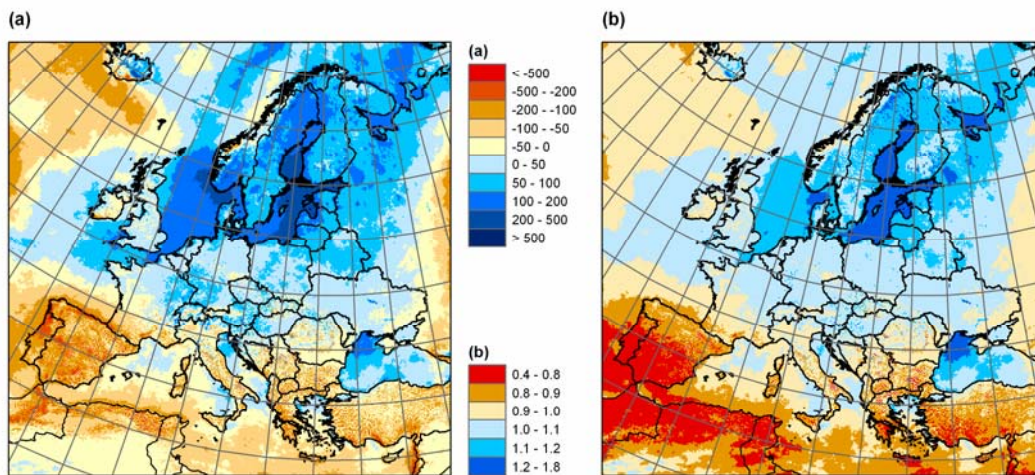 (a)
(a)
< -500
-500 - -200
-200 - -100
-100 - -50
-50 - 0
0 - 50
50 - 100
100 - 200
200 - 500
> 500
(b)
0.4 - 0.8
0.8 - 0.9
0.9 - 1.0
1.0 - 1.1
1.1 - 1.2
1.2 - 1.8
(b)